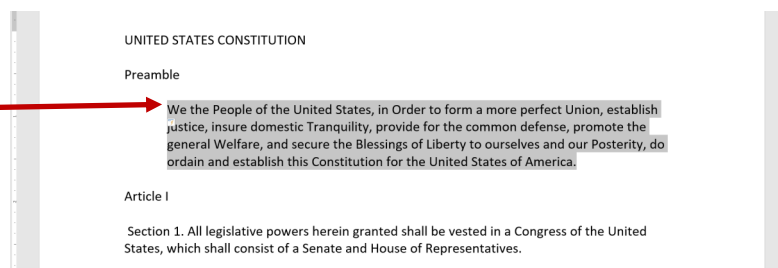 UNITED STATES CONSTITUTION
Preamble
We the People of the United States, in Order to form a more perfect Union, establish
justice, insure domestic Tranquility, provide for the common defense, promote the
general Welfare, and secure the Blessings of Liberty to ourselves and our Posterity, do
ordain and establish this Constitution for the United States of America.
Article I
Section 1. All legislative powers herein granted shall be vested in a Congress of the United
States, which shall consist of a Senate and House of Representatives.